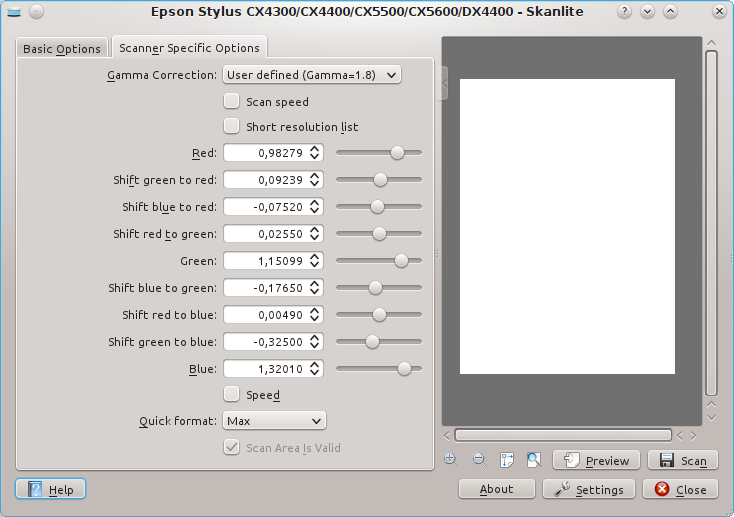 Epson Stylus CX4300/CX4400/CX5500/CX5600/DX4400 - Skanlite
Basic Options
Scanner Specific Options
Gamma Correction: User defined (Gamma=1.8)
Scan speed
Short resolution list
Red: 0,98279
Shift green to red: 0,09239
Shift blue to red: -0,07520
Shift red to green: 0,02550
Green: 1,15099
Shift blue to green: -0,17650
Shift red to blue: 0,00490
Shift green to blue: -0,32500
Blue: 1,32010
Speed
Quick format: Max
Scan Area Is Valid
Preview
Scan
Help
About
Settings
Close